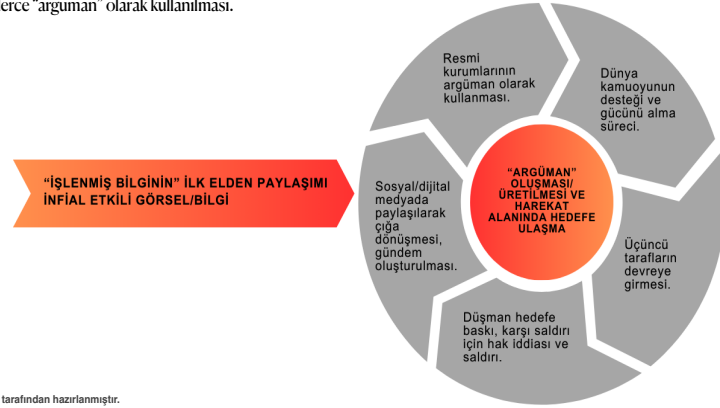 “argüman” olarak kullanılması.
Resmi
kurumlarının
argüman olarak
kullanması.
Dünya
kamuoyunun
desteği ve
gücünü alma
süreci.
“İŞLENMİŞ BİLGİNİN” İLK ELDEN PAYLAŞIMI
İNFİAL ETKİLİ GÖRSEL/BİLGİ
Sosyal/dijital
medyada
paylaşılarak
çığa
dönüşmesi,
gündem
oluşturulması.
“ARGÜMAN”
OLUŞMASI/
ÜRETİLMESİ VE
HAREKAT
ALANINDA HEDEFE
ULAŞMA
Üçüncü
tarafların
devreye
girmesi.
Düşman hedefe
baskı, karşı saldırı
için hak iddiası ve
saldırı.
tarafından hazırlanmıştır.